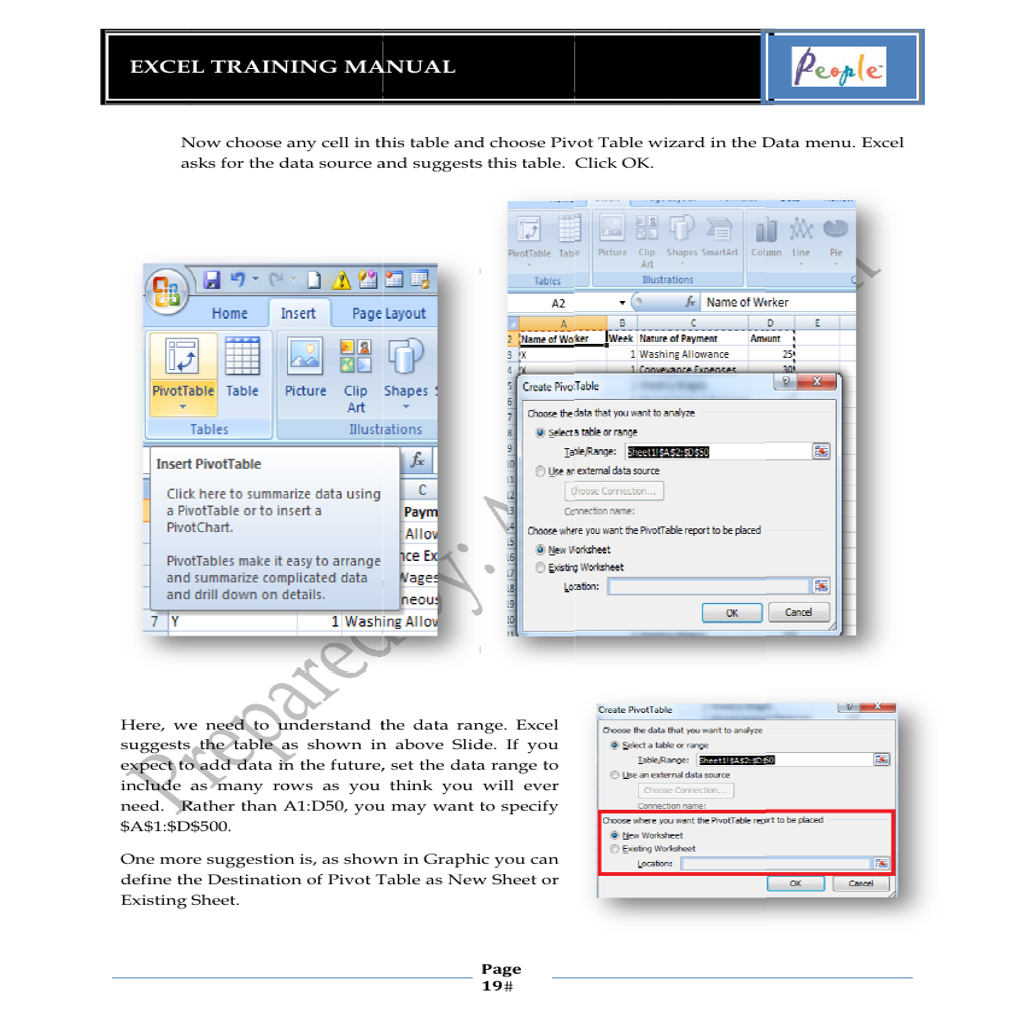 EXCEL TRAINING MANUAL
People
Now choose any cell in this table and choose Pivot Table wizard in the Data menu. Excel
asks for the data source and suggests this table. Click OK.
Home Insert Page Layout
PivotTable Table Picture Clip Art Shapes
Tables Illustrations
Insert PivotTable
Click here to summarize data using
a PivotTable or to insert a
PivotChart.
PivotTables make it easy to arrange
and summarize complicated data
and drill down on details.
fx
C
Paym
Allov
nce Ex
Wages
neous
7 Y 1 Washing Allov
PivotTable Table Picture Clip Art Shapes SmartArt Column Line Pie
Tables Illustrations
A2 fx Name of Worker
A B C D E
2 Name of Worker Week Nature of Payment Amount
3 X 1 Washing Allowance 25
4 X 1 Conveyance Expenses 30
Create PivotTable
Choose the data that you want to analyze
Select a table or range
Table/Range: Sheet1!$A$2:$D$50
Use an external data source
Choose Connection...
Connection name:
Choose where you want the PivotTable report to be placed
New Worksheet
Existing Worksheet
Location:
OK Cancel
Prepared By: A
Here, we need to understand the data range. Excel
suggests the table as shown in above Slide. If you
expect to add data in the future, set the data range to
include as many rows as you think you will ever
need. Rather than A1:D50, you may want to specify
$A$1:$D$500.
One more suggestion is, as shown in Graphic you can
define the Destination of Pivot Table as New Sheet or
Existing Sheet.
Create PivotTable
Choose the data that you want to analyze
Select a table or range
Table/Range: Sheet1!$A$2:$D$50
Use an external data source
Choose Connection...
Connection name:
Choose where you want the PivotTable report to be placed
New Worksheet
Existing Worksheet
Location:
OK Cancel
Page
19#